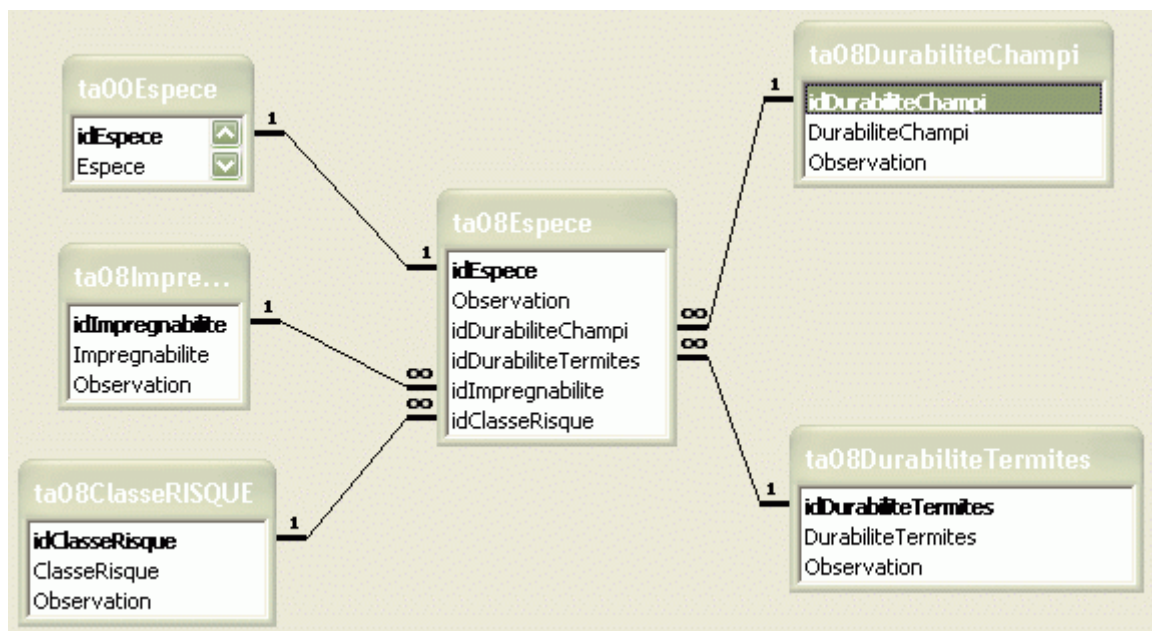 ta00Espece
idEspece
Espece
1
1
ta08Impre...
idImpregnabilite
Impregnabilite
Observation
1
∞
ta08ClasseRISQUE
idClasseRisque
ClasseRisque
Observation
1
∞
ta08Espece
idEspece
Observation
idDurabiliteChampi
idDurabiliteTermites
idImpregnabilite
idClasseRisque
∞
∞
ta08DurabiliteChampi
1
idDurabiliteChampi
DurabiliteChampi
Observation
ta08DurabiliteTermites
1
idDurabiliteTermites
DurabiliteTermites
Observation